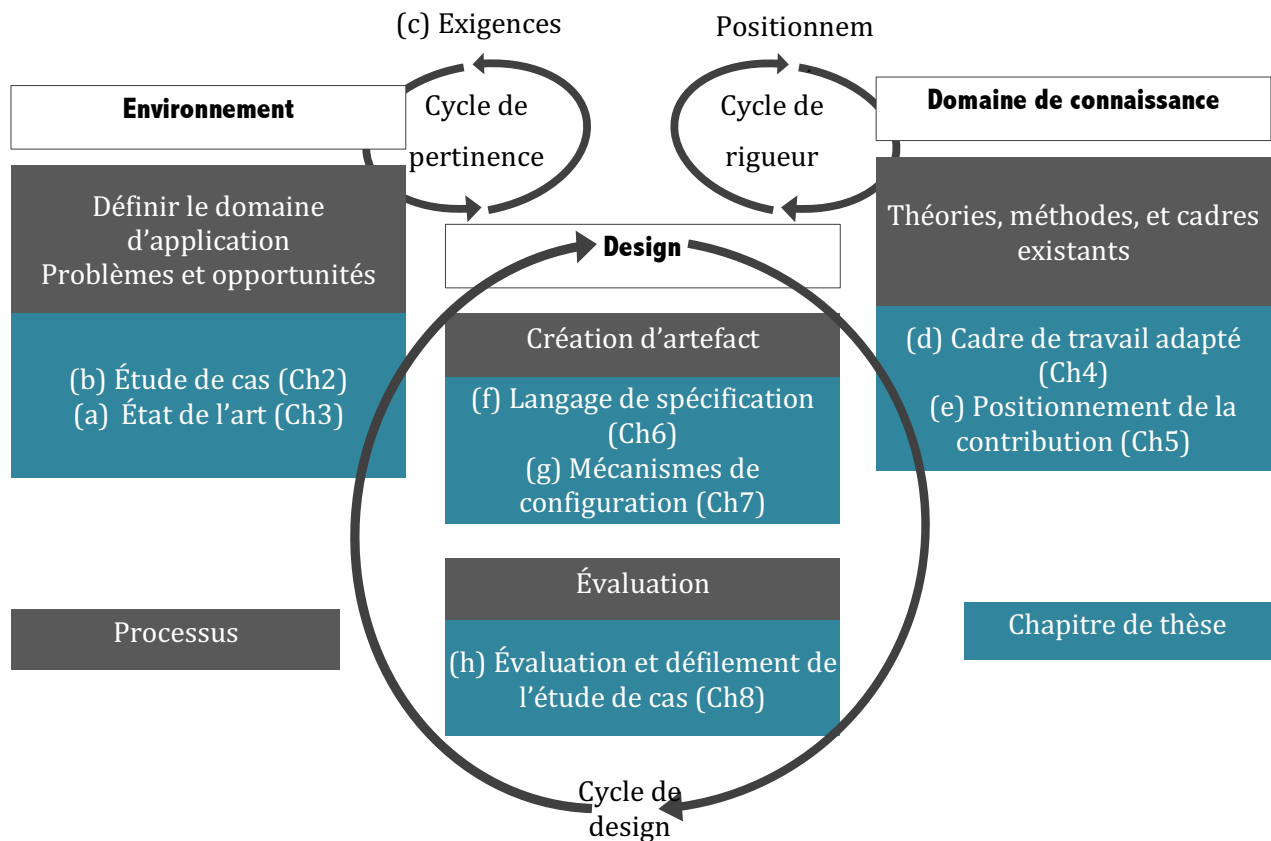 (c) Exigences
Positionnem
Environnement
Cycle de
pertinence
Cycle de
rigueur
Domaine de connaissance
Définir le domaine
d’application
Problèmes et opportunités
(b) Étude de cas (Ch2)
(a) État de l’art (Ch3)
Design
Création d’artefact
(f) Langage de spécification
(Ch6)
(g) Mécanismes de
configuration (Ch7)
Théories, méthodes, et cadres
existants
(d) Cadre de travail adapté
(Ch4)
(e) Positionnement de la
contribution (Ch5)
Évaluation
(h) Évaluation et défilement de
l’étude de cas (Ch8)
Processus
Chapitre de thèse
Cycle de
design